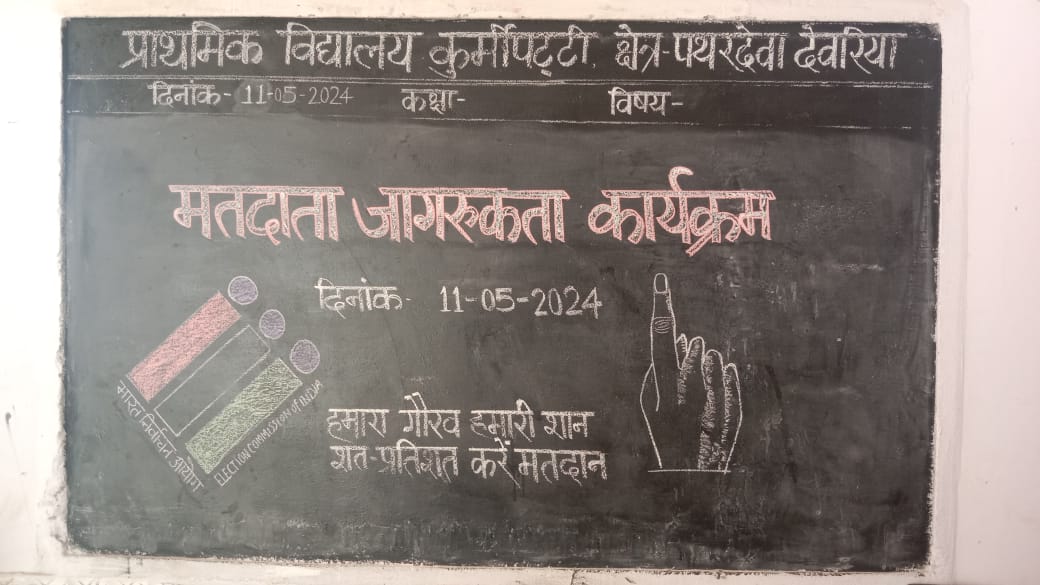 प्राथमिक विद्यालय कुर्मीपट्टी, क्षेत्र-पथरदेवा देवरिया
दिनांक- 11-05-2024 कक्षा- विषय-
मतदाता जागरुकता कार्यक्रम
दिनांक- 11-05-2024
भारत निर्वाचन आयोग
ELECTION COMMISSION OF INDIA
हमारा गौरव हमारी शान
शत-प्रतिशत करें मतदान